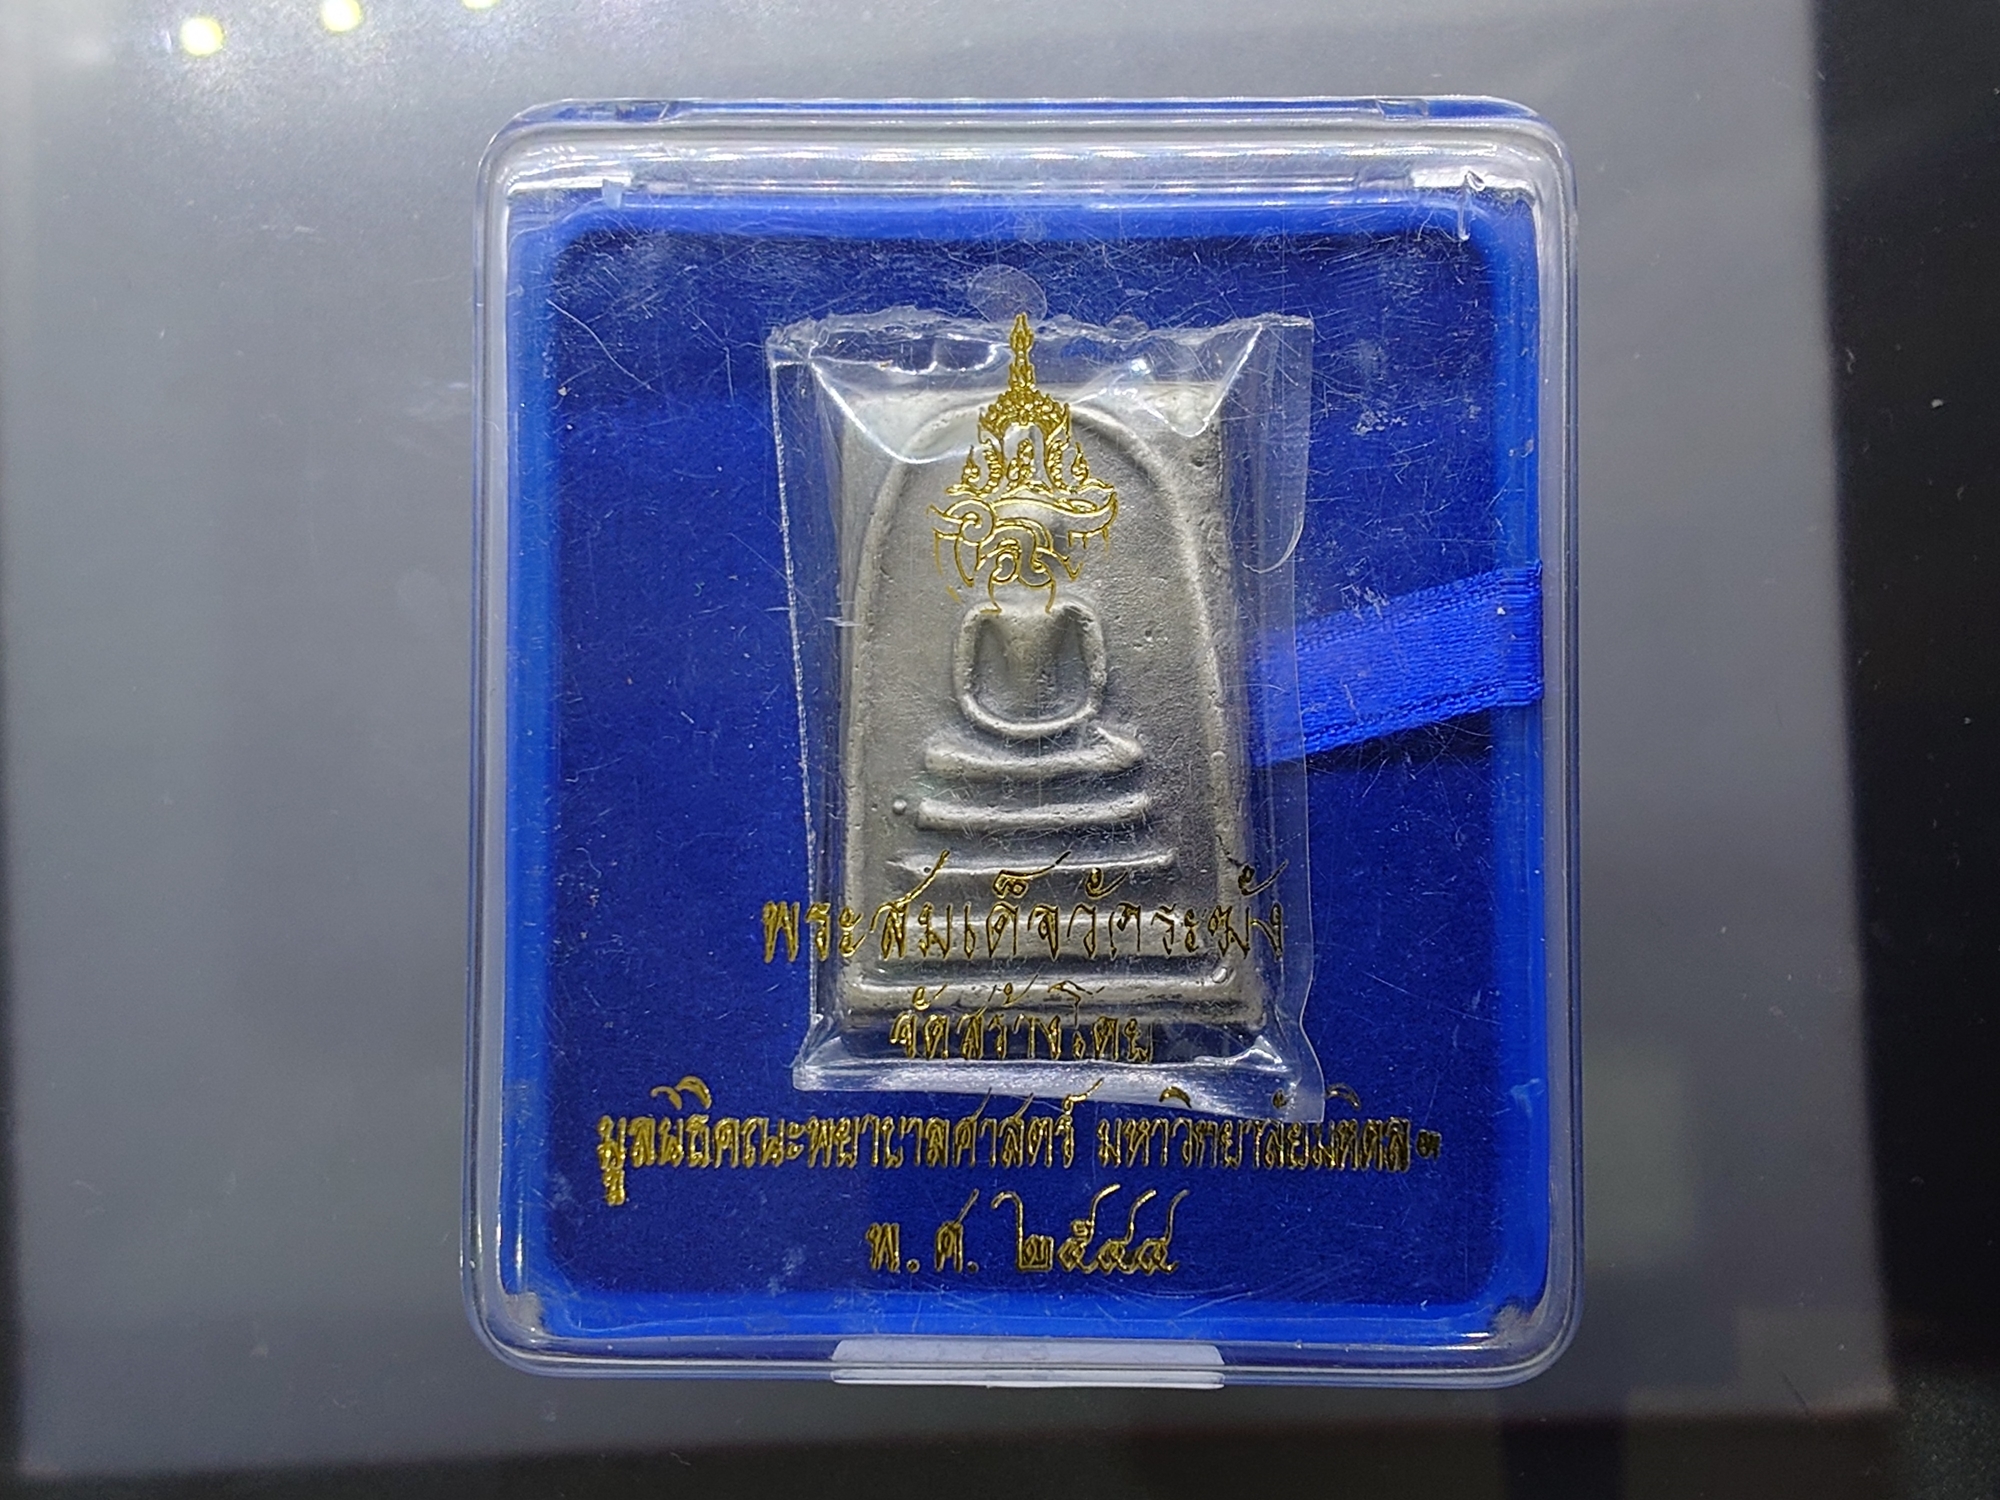 พระสมเด็จวัดระฆัง
จัดสร้างโดย
มูลนิธิคณะพยาบาลศาสตร์ มหาวิทยาลัยมหิดล
พ.ศ. ๒๕๔๔